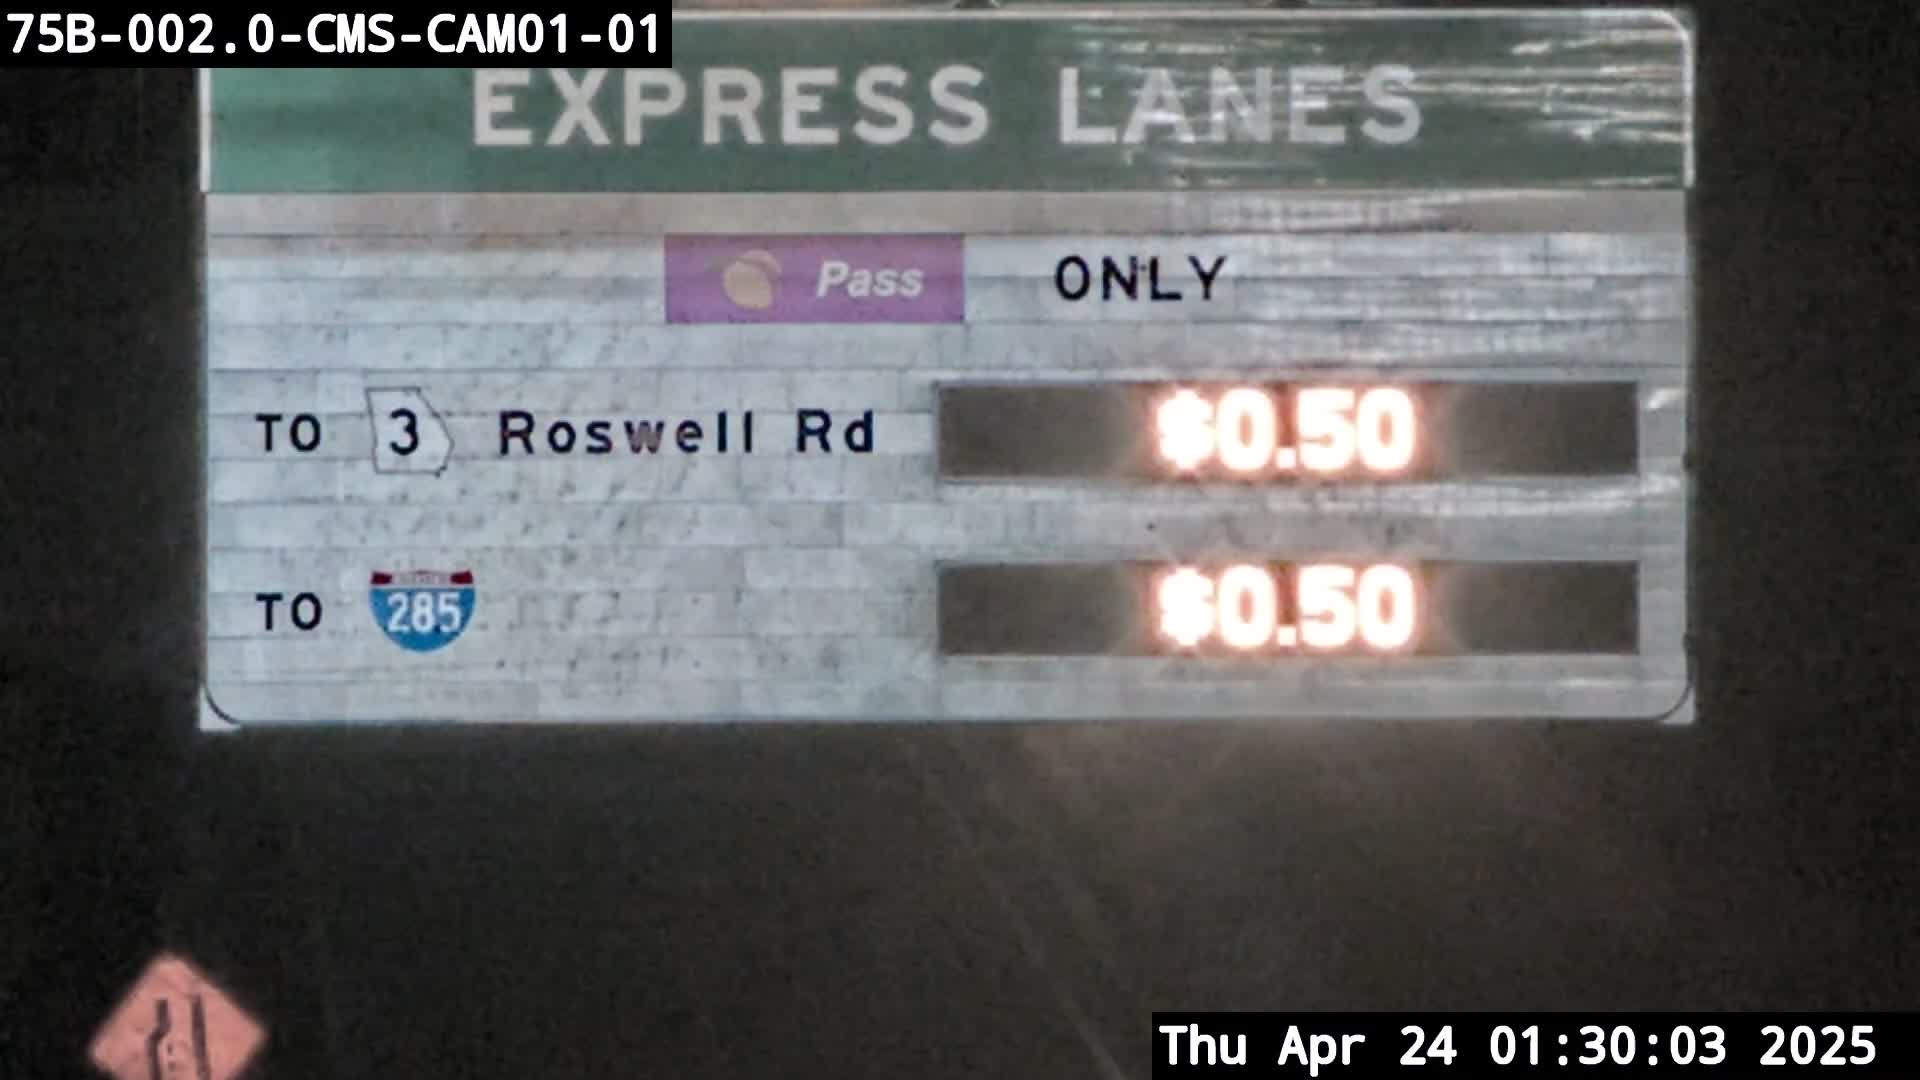 75B-002.0-CMS-CAM01-01
EXPRESS LANES
Pass ONLY
TO 3 Roswell Rd $0.50
TO 285 $0.50
Thu Apr 24 01:30:03 2025